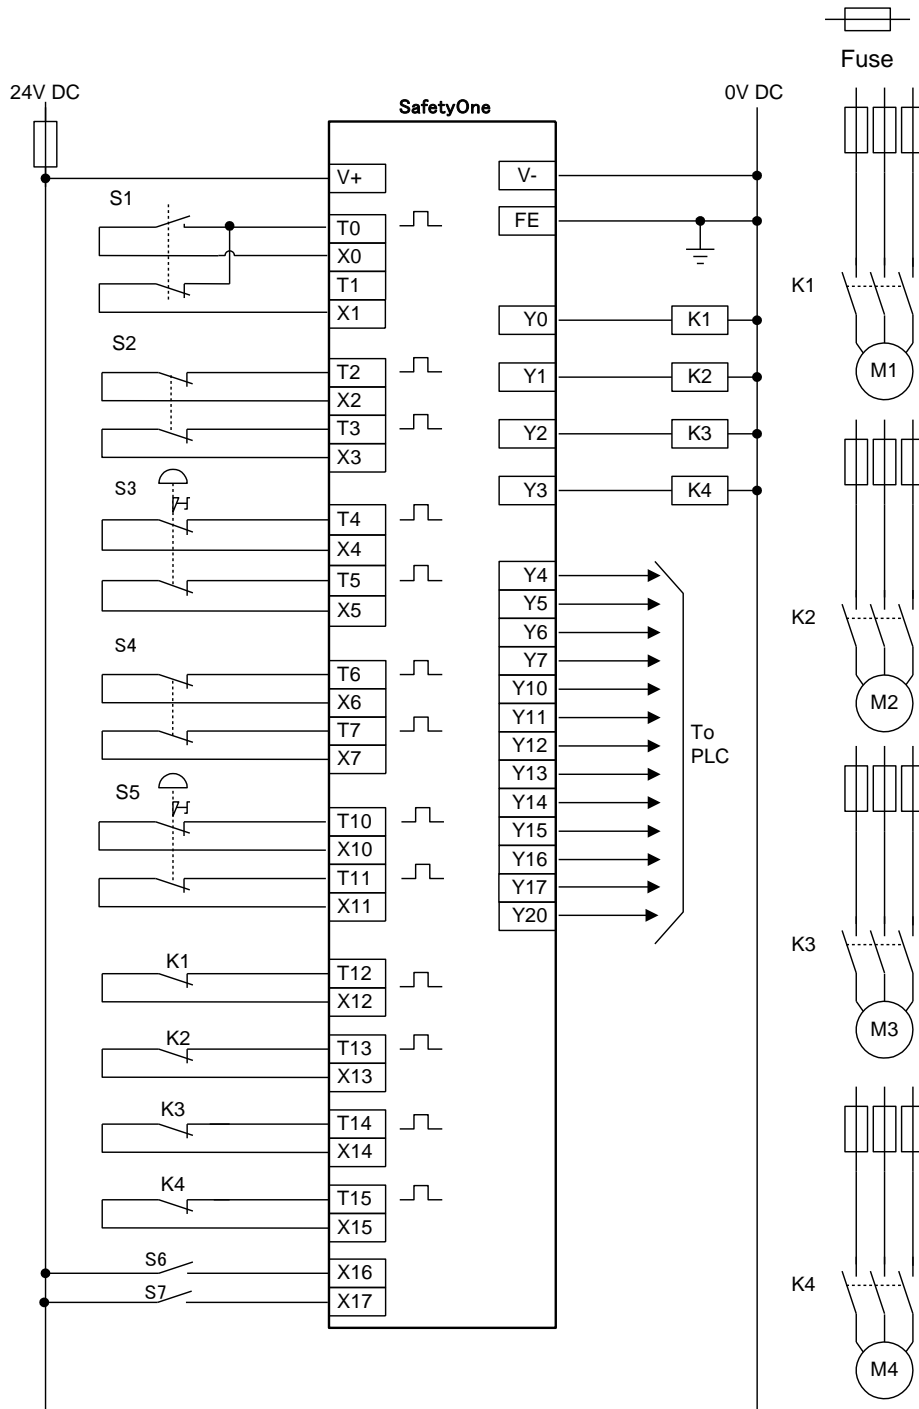 Fuse
24V DC
0V DC
SafetyOne
V+
V-
S1
T0
FE
X0
T1
X1
K1
Y0
K1
S2
M1
T2
Y1
K2
X2
T3
Y2
K3
X3
S3
Y3
K4
T4
X4
T5
Y4
X5
Y5
K2
S4
Y6
T6
Y7
X6
Y10
M2
T7
Y11
To
PLC
X7
Y12
Y13
S5
Y14
T10
Y15
X10
Y16
T11
Y17
X11
Y20
K3
K1
T12
X12
M3
K2
T13
X13
K3
T14
X14
K4
T15
X15
S6
X16
K4
S7
X17
M4